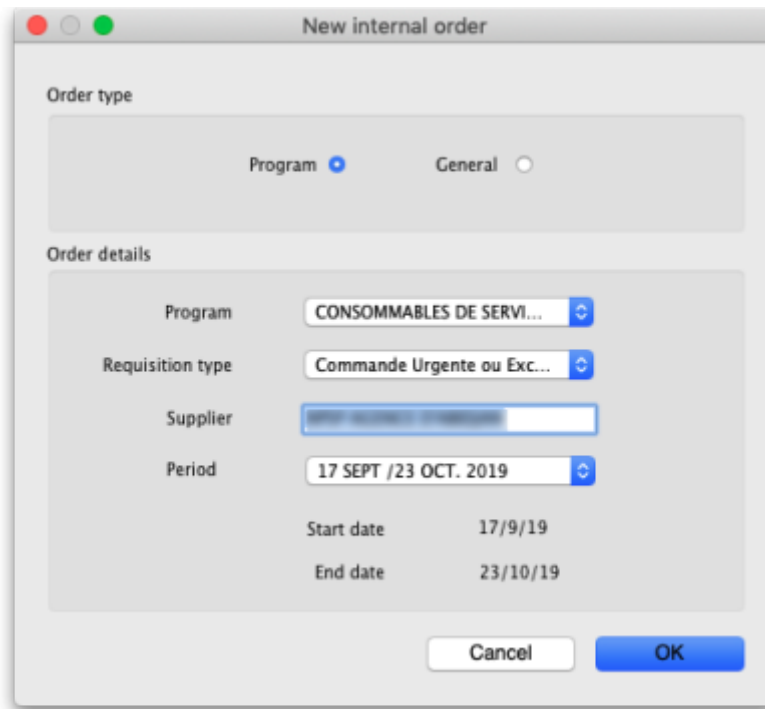 New internal order
Order type
Program General
Order details
Program CONSOMMABLES DE SERVI...
Requisition type Commande Urgente ou Exc...
Supplier
Period 17 SEPT /23 OCT. 2019
Start date 17/9/19
End date 23/10/19
Cancel OK